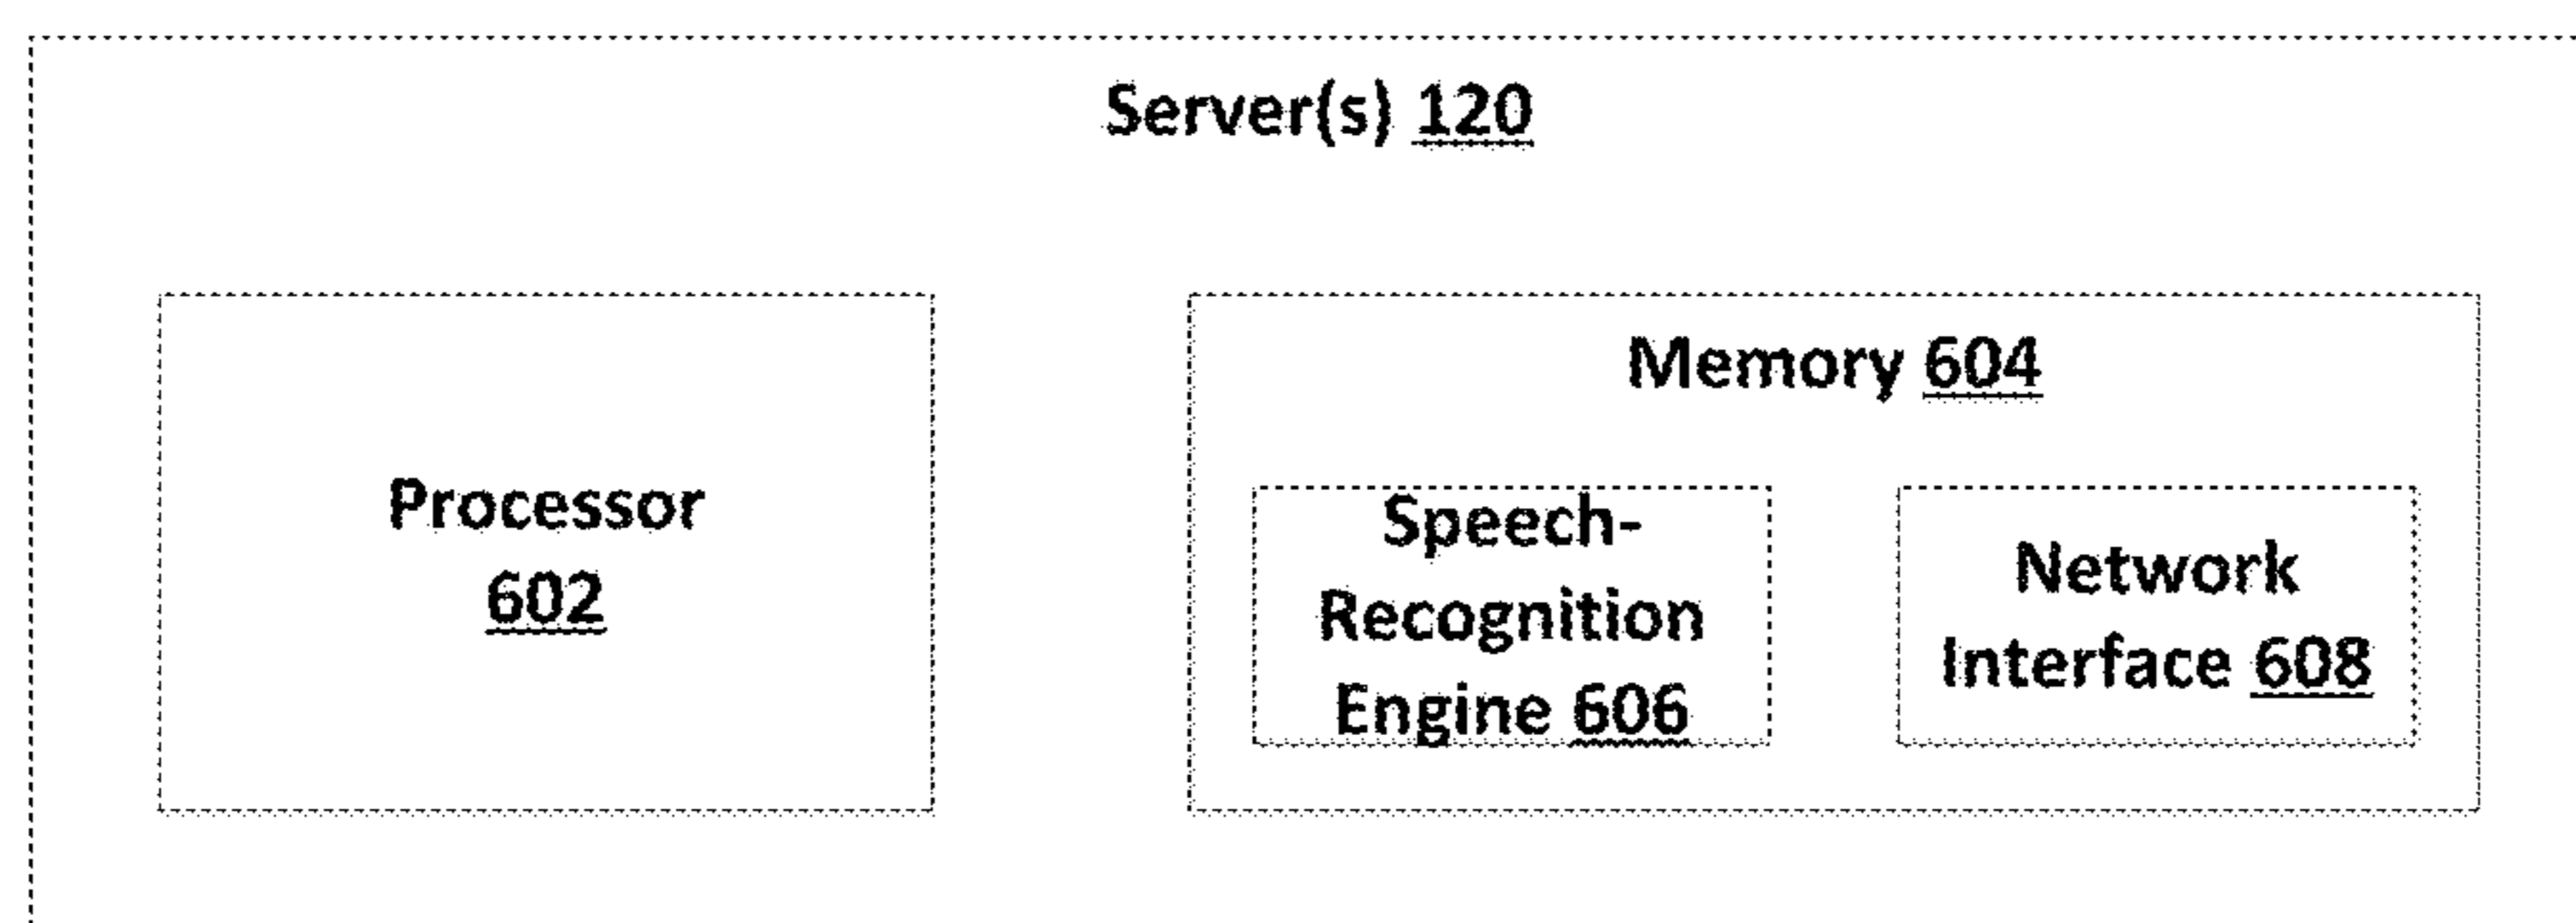 Server(s) 120
Processor
602
Memory 604
Speech-
Recognition
Engine 606
Network
Interface 608